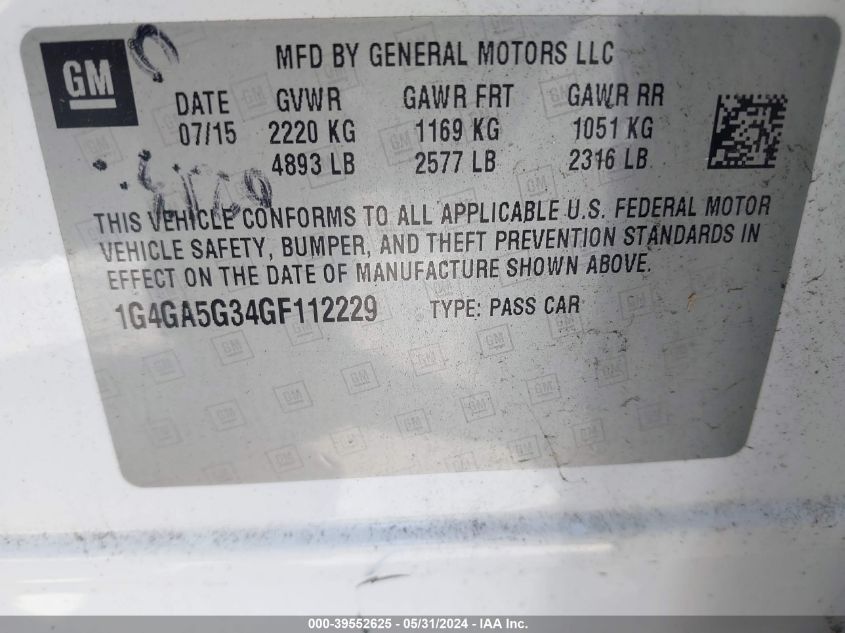 GM MFD BY GENERAL MOTORS LLC
DATE GVWR GAWR FRT GAWR RR
07/15 2220 KG 1169 KG 1051 KG
4893 LB 2577 LB 2316 LB
THIS VEHICLE CONFORMS TO ALL APPLICABLE U.S. FEDERAL MOTOR
VEHICLE SAFETY, BUMPER, AND THEFT PREVENTION STANDARDS IN
EFFECT ON THE DATE OF MANUFACTURE SHOWN ABOVE.
1G4GA5G34GF112229 TYPE: PASS CAR
000-39552625 - 05/31/2024 - IAA Inc.